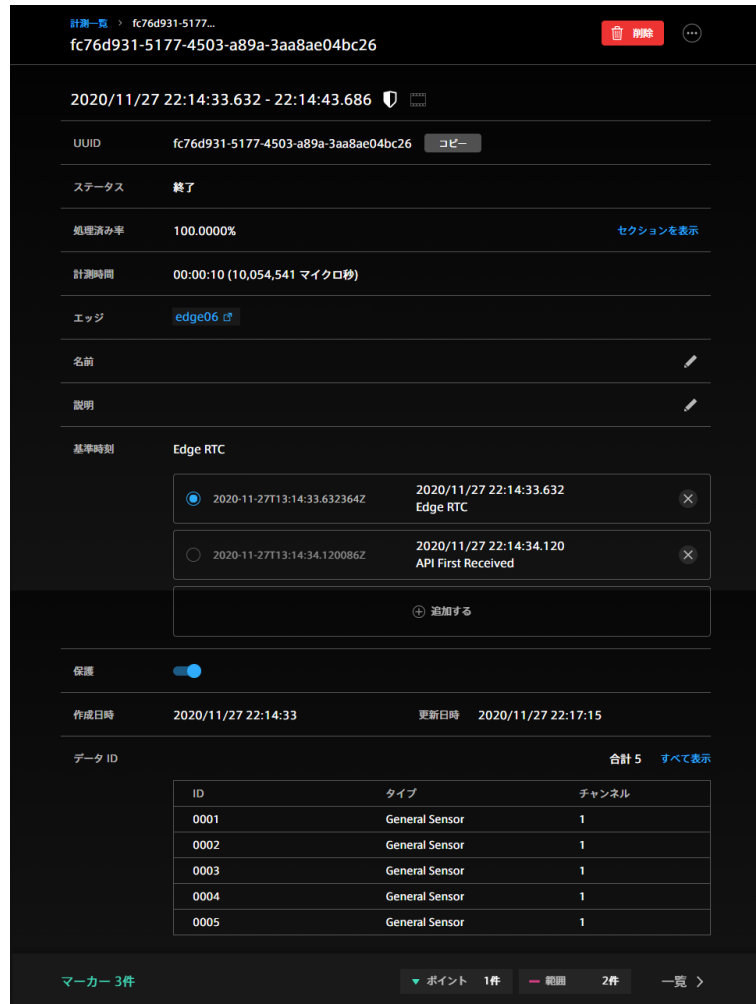 計測一覧 > fc76d931-5177...
fc76d931-5177-4503-a89a-3aa8ae04bc26
削除
2020/11/27 22:14:33.632 - 22:14:43.686
UUID fc76d931-5177-4503-a89a-3aa8ae04bc26 コピー
ステータス 終了
処理済み率 100.0000% セクションを表示
計測時間 00:00:10 (10,054,541 マイクロ秒)
エッジ edge06
名前
説明
基準時刻 Edge RTC
2020-11-27T13:14:33.632364Z 2020/11/27 22:14:33.632
Edge RTC
2020-11-27T13:14:34.120086Z 2020/11/27 22:14:34.120
API First Received
追加する
保護
作成日時 2020/11/27 22:14:33 更新日時 2020/11/27 22:17:15
データ ID 合計 5 すべて表示
ID タイプ チャンネル
0001 General Sensor 1
0002 General Sensor 1
0003 General Sensor 1
0004 General Sensor 1
0005 General Sensor 1
マーカー 3件 ポイント 1件 範囲 2件 一覧 >